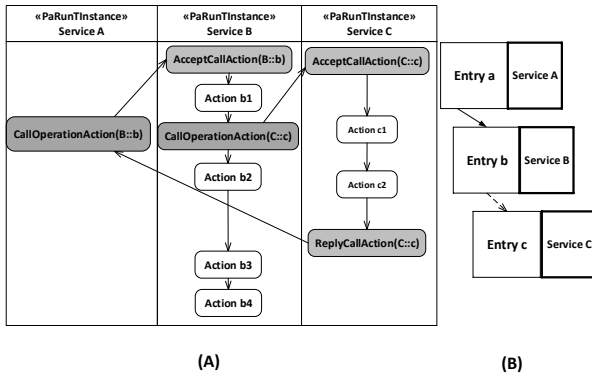 «PaRunTInstance»
Service A
«PaRunTInstance»
Service B
«PaRunTInstance»
Service C
AcceptCallAction(B::b)
AcceptCallAction(C::c)
Action b1
CallOperationAction(B::b)
CallOperationAction(C::c)
Action c1
Action b2
Action c2
ReplyCallAction(C::c)
Action b3
Action b4
(A)
Entry a
Service A
Entry b
Service B
Entry c
Service C
(B)